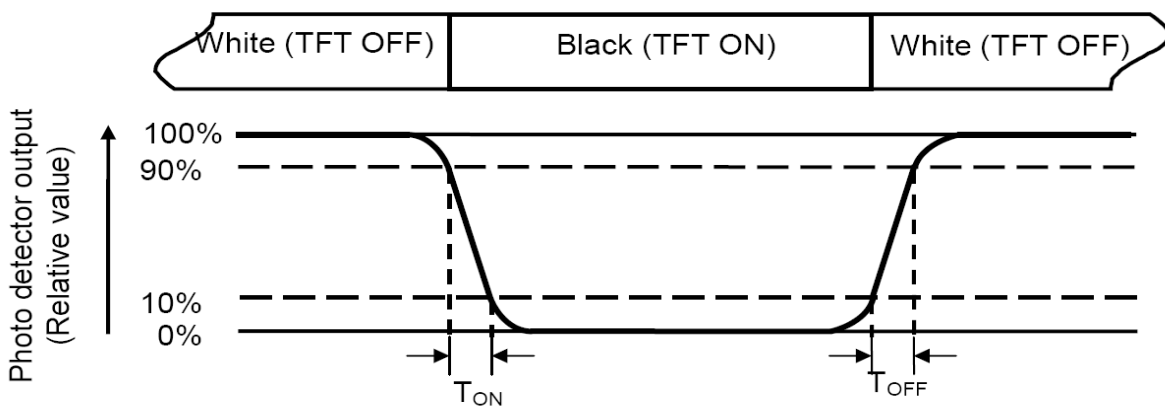 White (TFT OFF) Black (TFT ON) White (TFT OFF)
Photo detector output
(Relative value)
100%
90%
10%
0%
TON TOFF